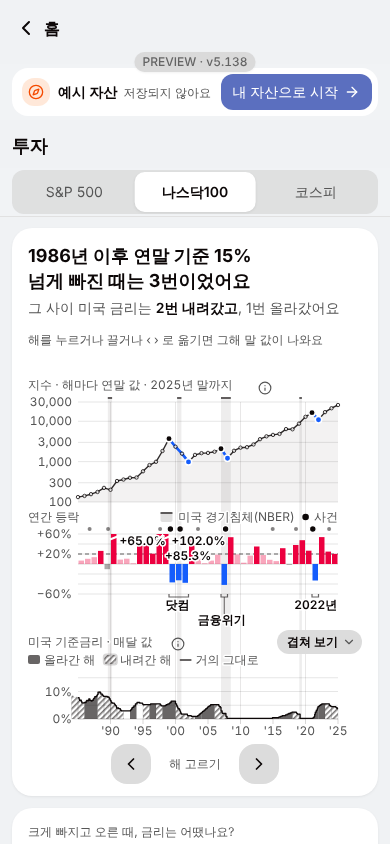 홈
PREVIEW · v5.138
예시 자산 저장되지 않아요 내 자산으로 시작 →
투자
S&P 500 나스닥100 코스피
1986년 이후 연말 기준 15%
넘게 빠진 때는 3번이었어요
그 사이 미국 금리는 2번 내려갔고, 1번 올라갔어요
해를 누르거나 끌거나 ‹ › 로 옮기면 그해 말 값이 나와요
지수 · 해마다 연말 값 · 2025년 말까지
30,000
10,000
3,000
1,000
300
100
연간 등락 미국 경기침체(NBER) 사건
+60%
+65.0% +102.0%
+20%
+85.3%
−60%
닷컴 2022년
금융위기
미국 기준금리 · 매달 값 겹쳐 보기
올라간 해 내려간 해 거의 그대로
10%
0%
'90 '95 '00 '05 '10 '15 '20 '25
해 고르기
크게 빠지고 오른 때, 금리는 어땠나요?